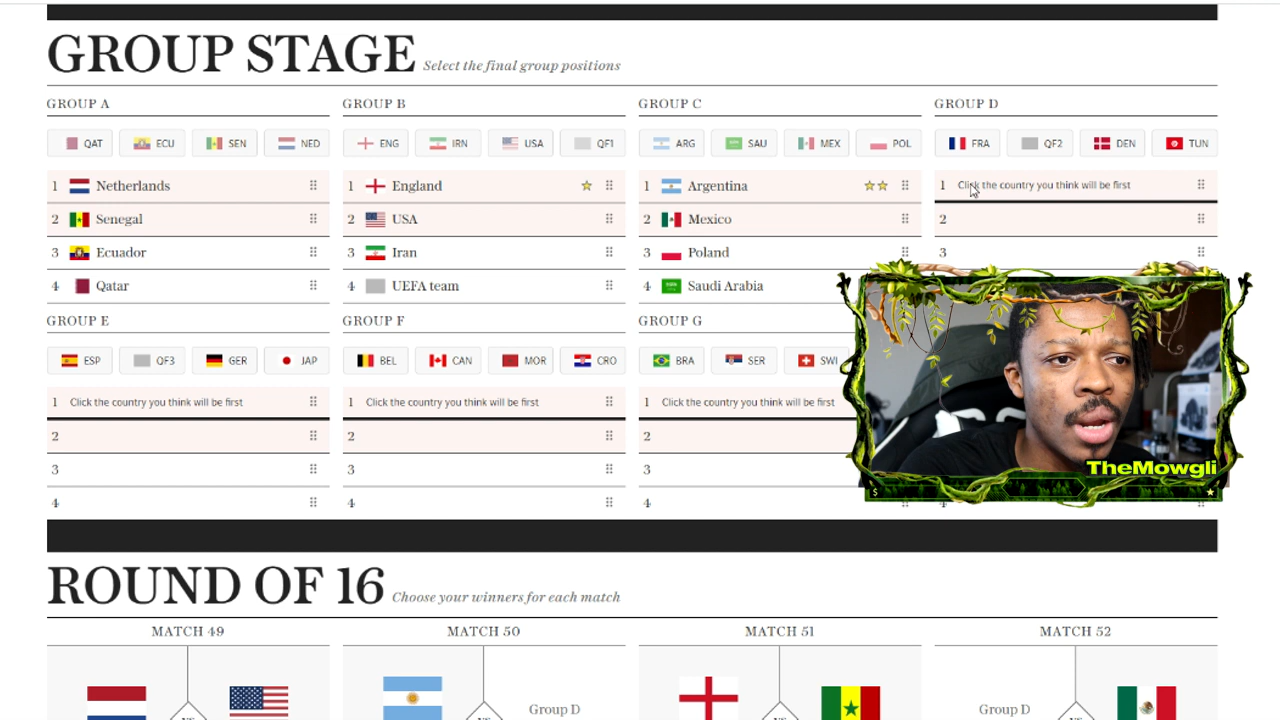 GROUP STAGE Select the final group positions
GROUP A
QAT ECU SEN NED
1 Netherlands
2 Senegal
3 Ecuador
4 Qatar
GROUP B
ENG IRN USA QF1
1 England
2 USA
3 Iran
4 UEFA team
GROUP C
ARG SAU MEX POL
1 Argentina
2 Mexico
3 Poland
4 Saudi Arabia
GROUP D
FRA QF2 DEN TUN
1 Click the country you think will be first
2
3
4
GROUP E
ESP QF3 GER JAP
1 Click the country you think will be first
2
3
4
GROUP F
BEL CAN MOR CRO
1 Click the country you think will be first
2
3
4
GROUP G
BRA SER SWI
1 Click the country you think will be first
2
3
4
TheMowgli
$
ROUND OF 16 Choose your winners for each match
MATCH 49
MATCH 50
Group D
MATCH 51
MATCH 52
Group D